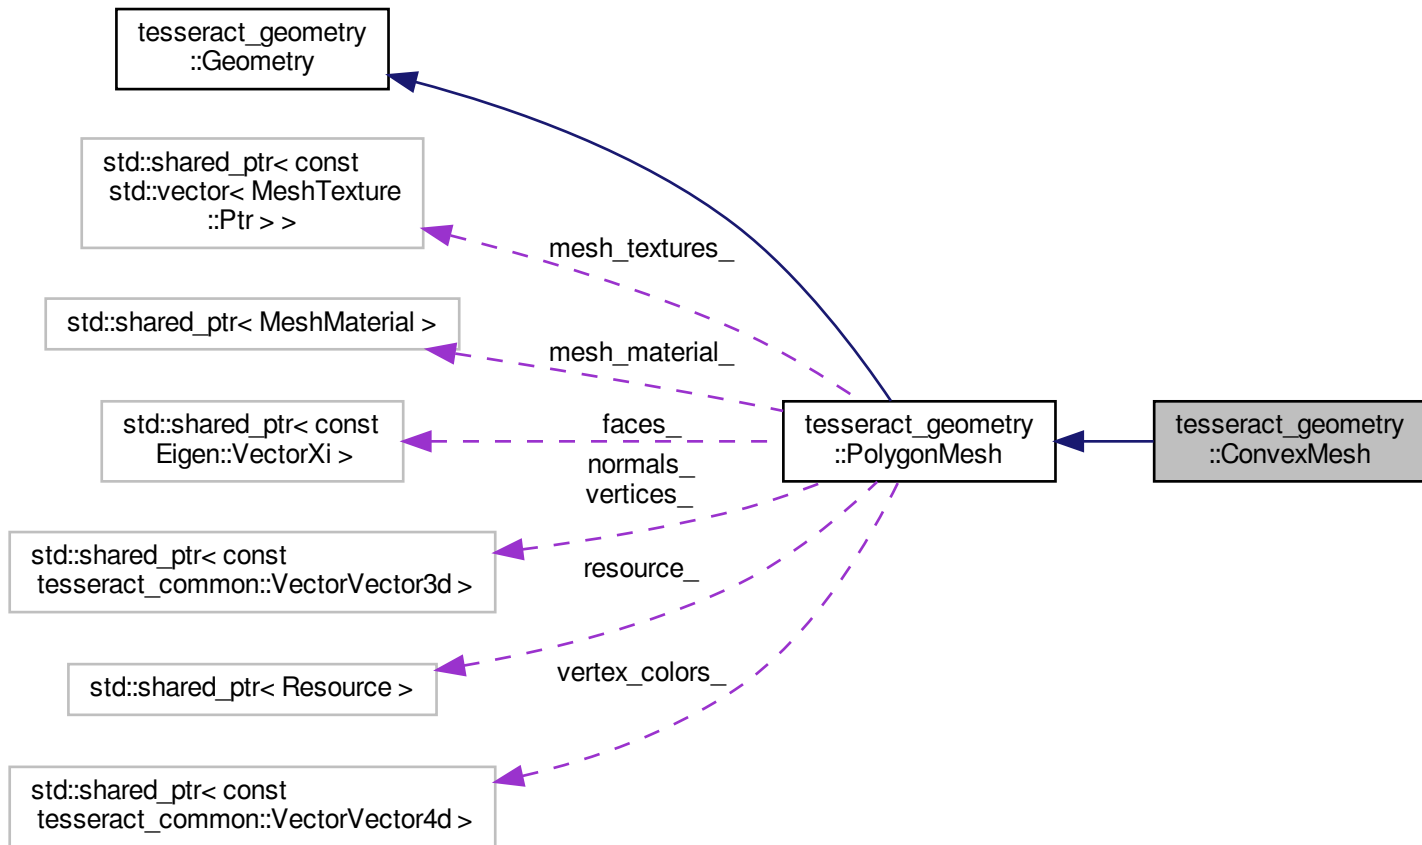 tesseract_geometry
::Geometry
std::shared_ptr< const
std::vector< MeshTexture
::Ptr > >
mesh_textures_
std::shared_ptr< MeshMaterial >
mesh_material_
std::shared_ptr< const
Eigen::VectorXi >
faces_
tesseract_geometry
::PolygonMesh
tesseract_geometry
::ConvexMesh
normals_
vertices_
std::shared_ptr< const
tesseract_common::VectorVector3d >
resource_
std::shared_ptr< Resource >
vertex_colors_
std::shared_ptr< const
tesseract_common::VectorVector4d >